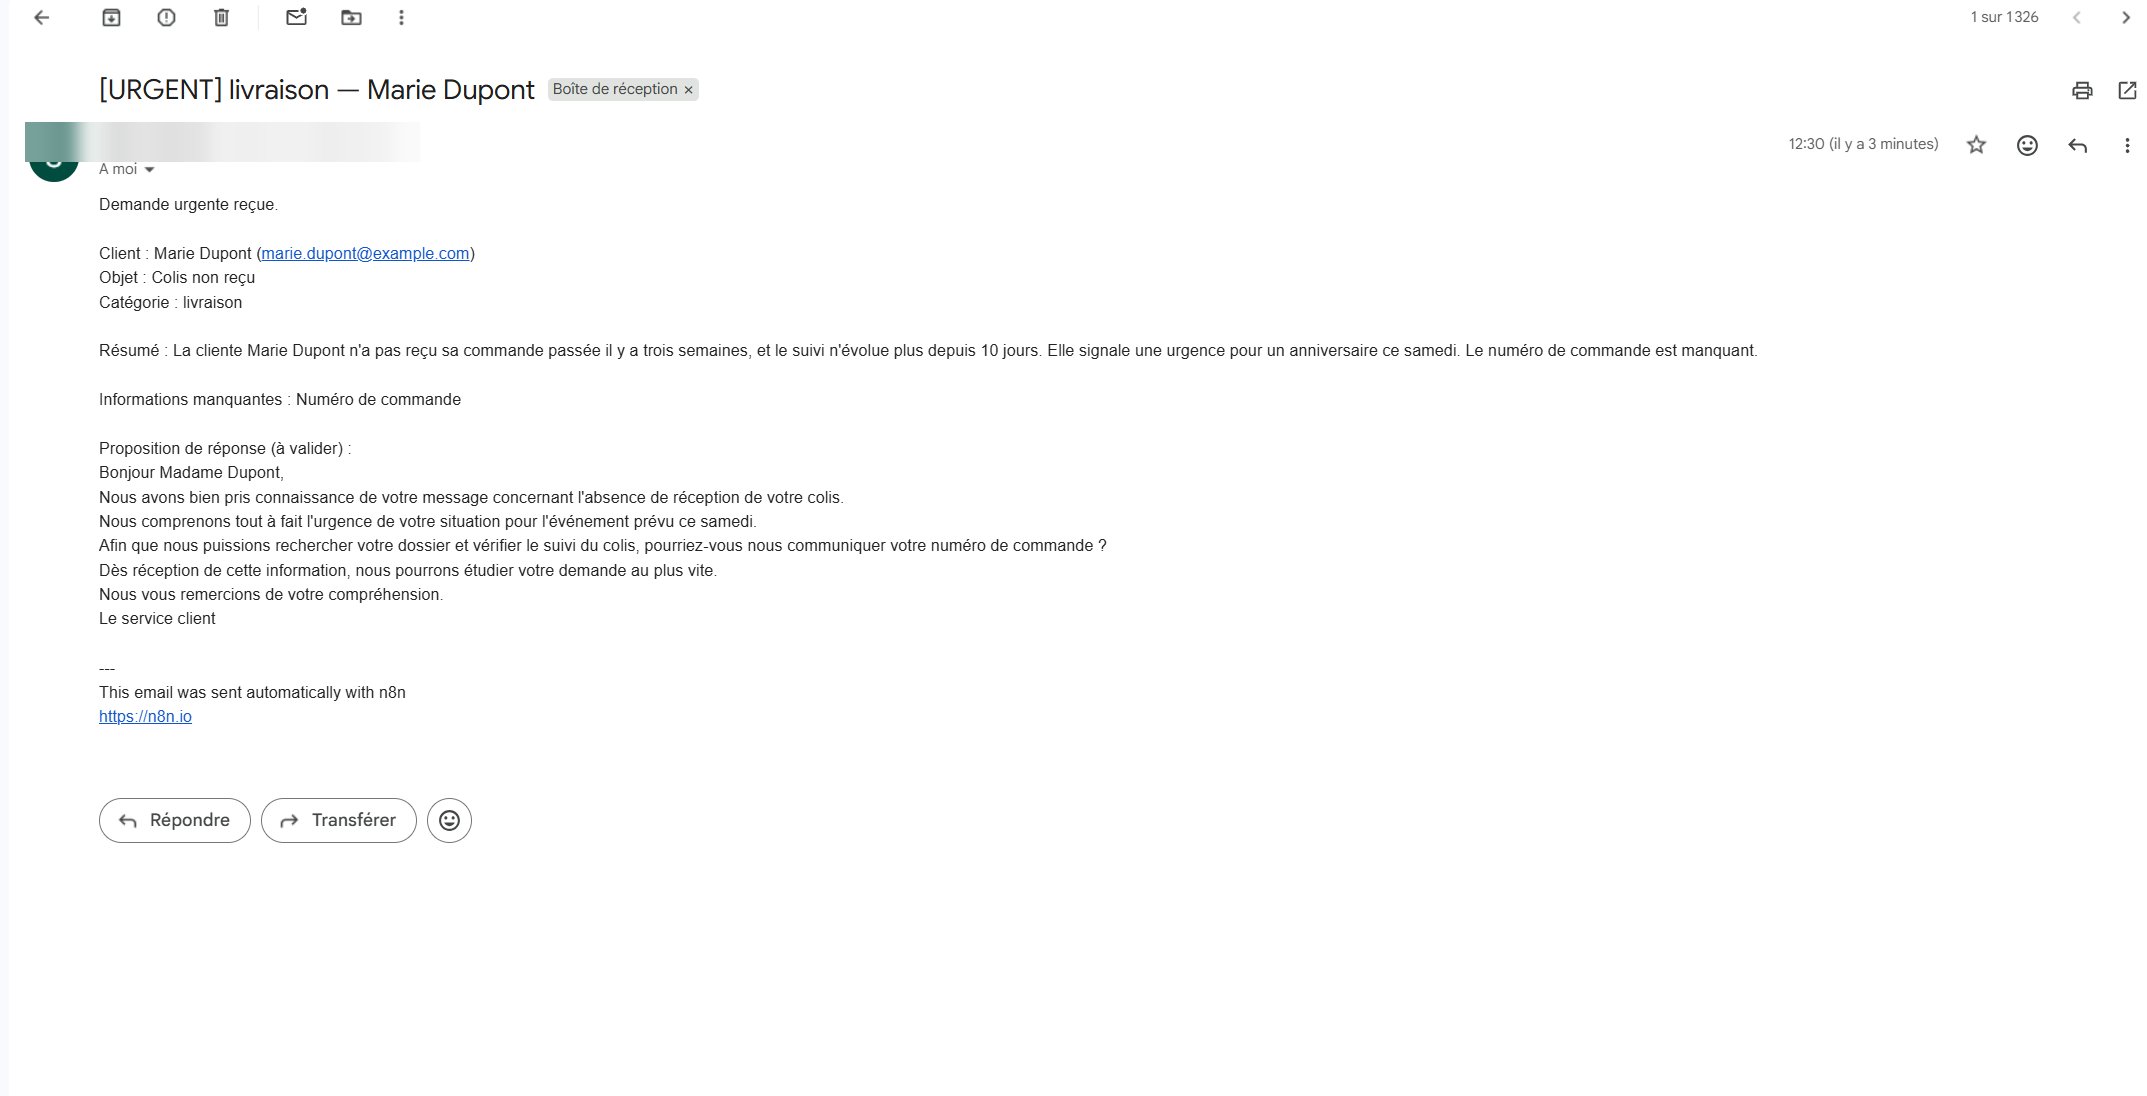 1 sur 1 326
[URGENT] livraison — Marie Dupont Boîte de réception ×
12:30 (il y a 3 minutes)
À moi
Demande urgente reçue.
Client : Marie Dupont (marie.dupont@example.com)
Objet : Colis non reçu
Catégorie : livraison
Résumé : La cliente Marie Dupont n'a pas reçu sa commande passée il y a trois semaines, et le suivi n'évolue plus depuis 10 jours. Elle signale une urgence pour un anniversaire ce samedi. Le numéro de commande est manquant.
Informations manquantes : Numéro de commande
Proposition de réponse (à valider) :
Bonjour Madame Dupont,
Nous avons bien pris connaissance de votre message concernant l'absence de réception de votre colis.
Nous comprenons tout à fait l'urgence de votre situation pour l'événement prévu ce samedi.
Afin que nous puissions rechercher votre dossier et vérifier le suivi du colis, pourriez-vous nous communiquer votre numéro de commande ?
Dès réception de cette information, nous pourrons étudier votre demande au plus vite.
Nous vous remercions de votre compréhension.
Le service client
---
This email was sent automatically with n8n
https://n8n.io
Répondre Transférer